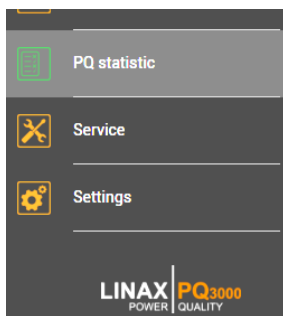 PQ statistic
Service
Settings
LINAX PQ3000
POWER QUALITY